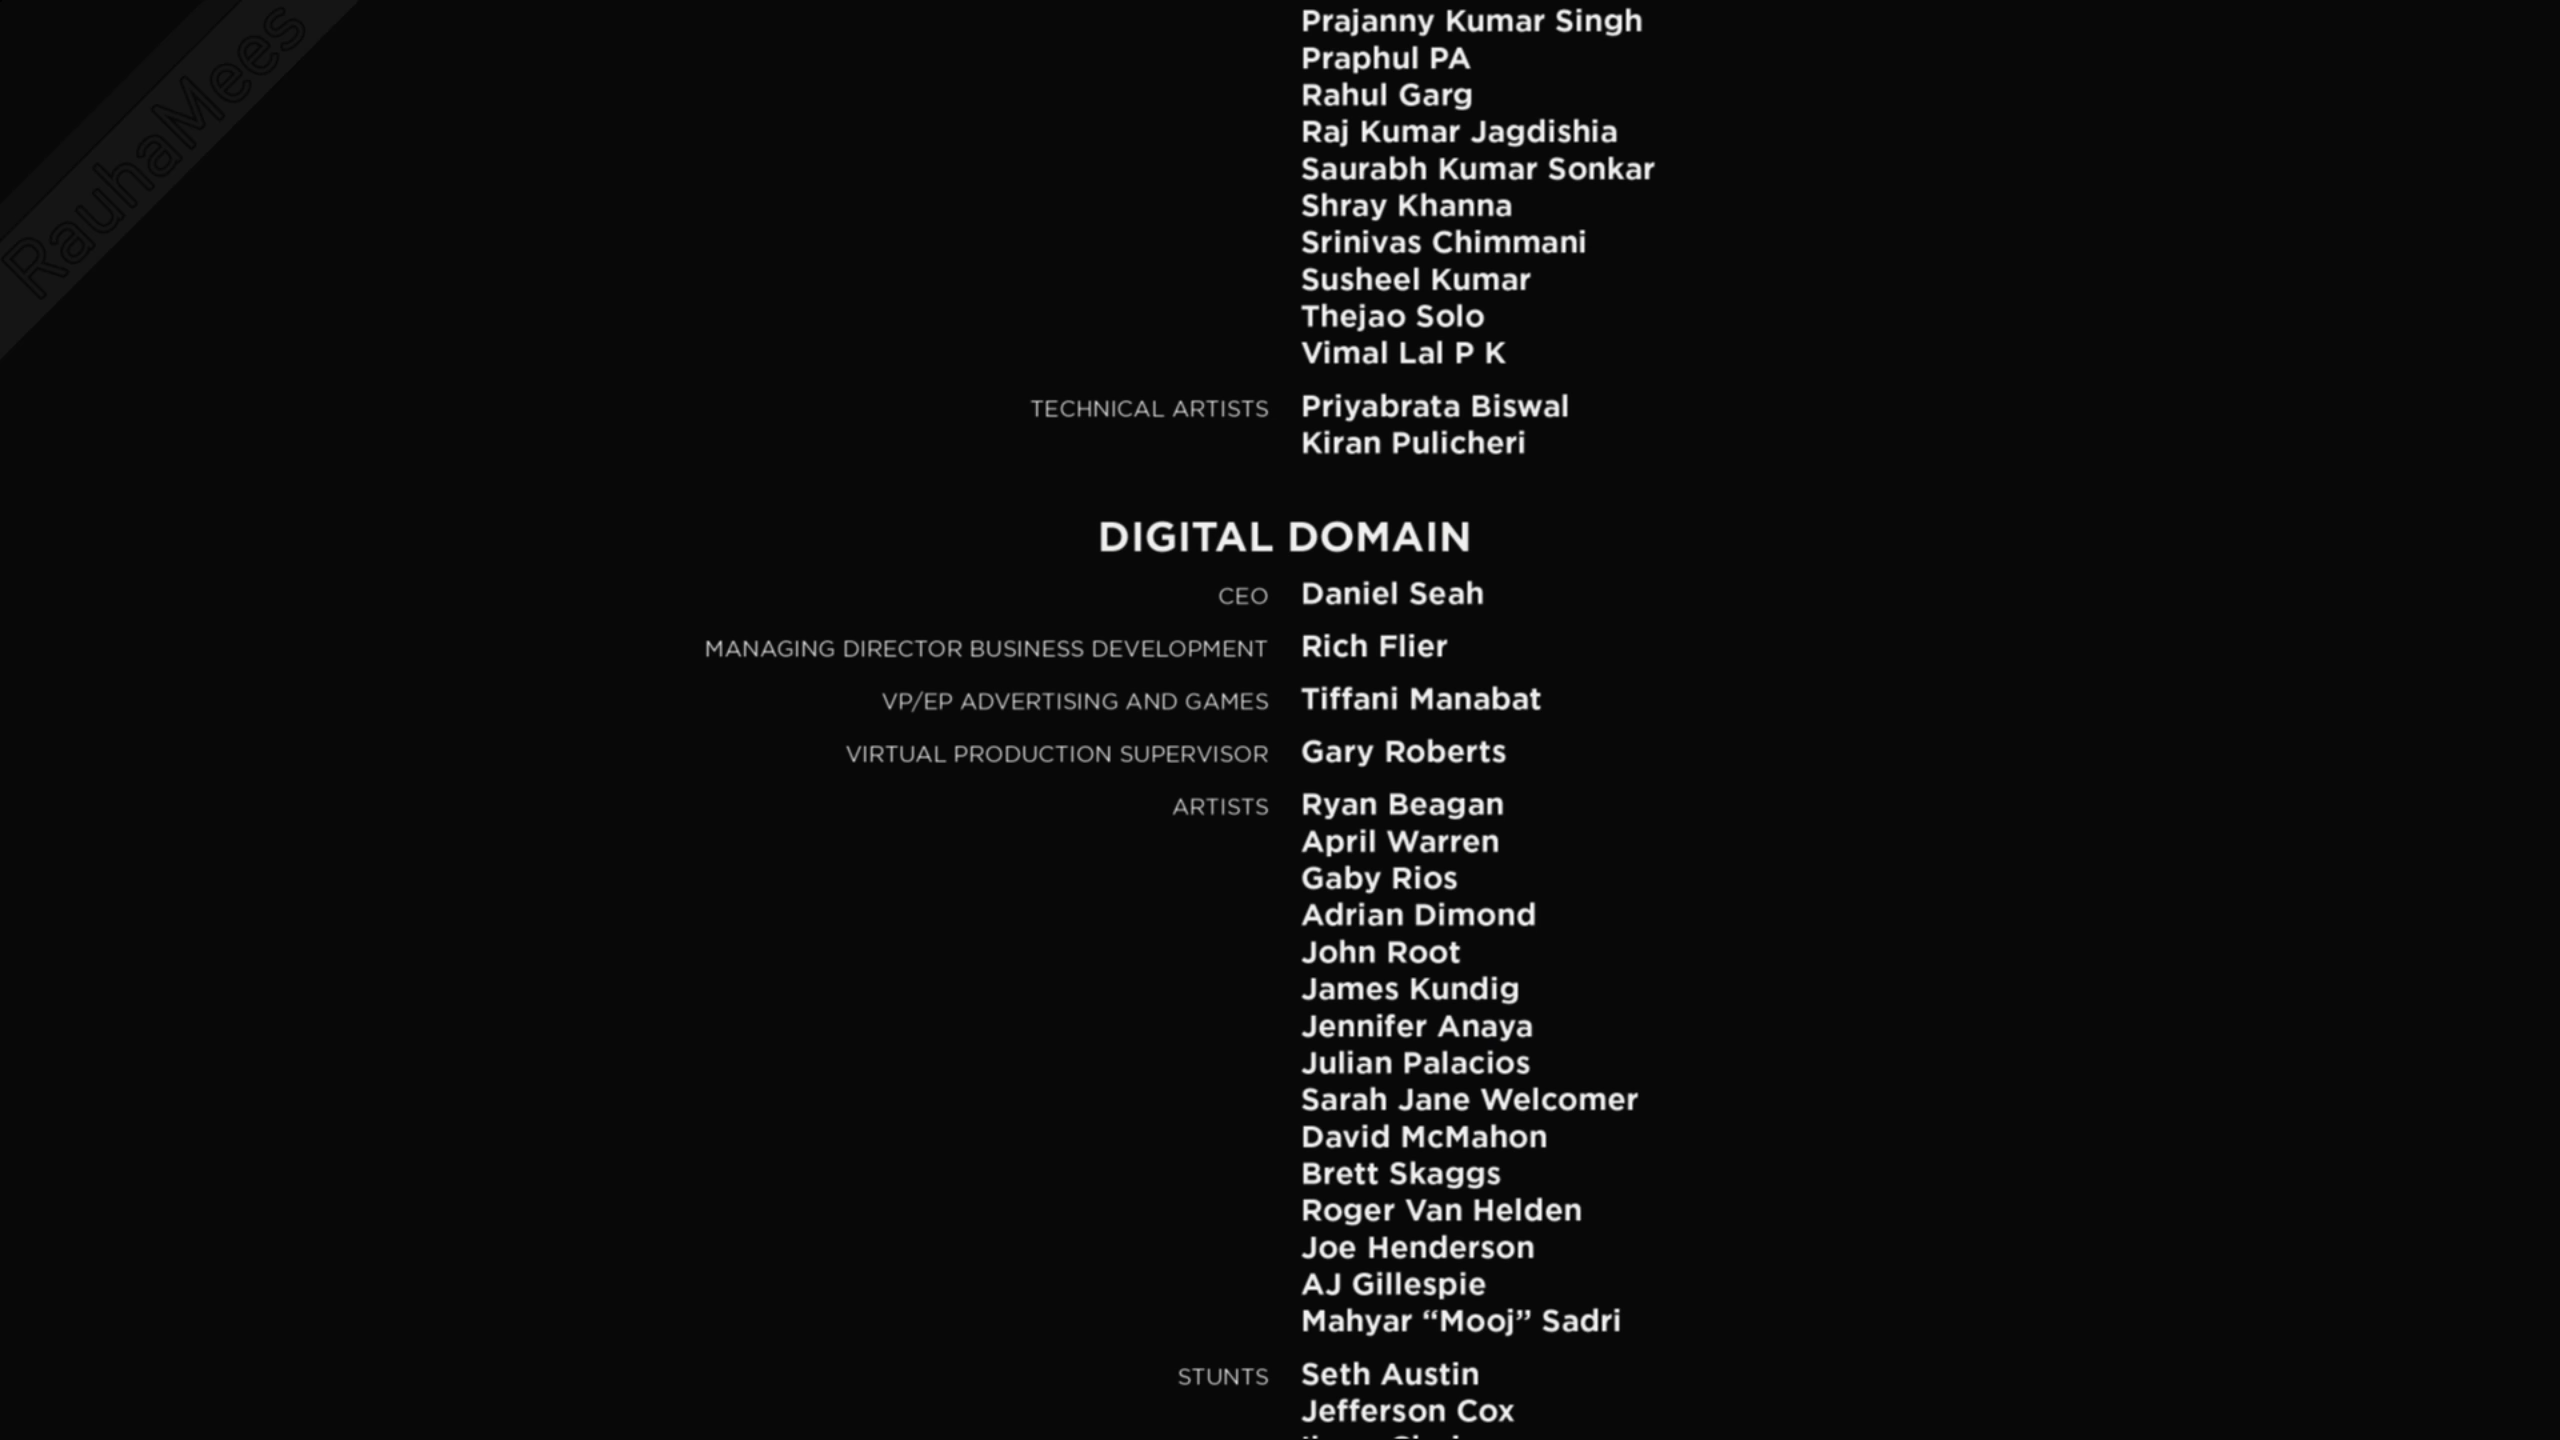 RauhaMees
Prajanny Kumar Singh
Praphul PA
Rahul Garg
Raj Kumar Jagdishia
Saurabh Kumar Sonkar
Shray Khanna
Srinivas Chimmani
Susheel Kumar
Thejao Solo
Vimal Lal P K
TECHNICAL ARTISTS Priyabrata Biswal
Kiran Pulicheri
DIGITAL DOMAIN
CEO Daniel Seah
MANAGING DIRECTOR BUSINESS DEVELOPMENT Rich Flier
VP/EP ADVERTISING AND GAMES Tiffani Manabat
VIRTUAL PRODUCTION SUPERVISOR Gary Roberts
ARTISTS Ryan Beagan
April Warren
Gaby Rios
Adrian Dimond
John Root
James Kundig
Jennifer Anaya
Julian Palacios
Sarah Jane Welcomer
David McMahon
Brett Skaggs
Roger Van Helden
Joe Henderson
AJ Gillespie
Mahyar “Mooj” Sadri
STUNTS Seth Austin
Jefferson Cox